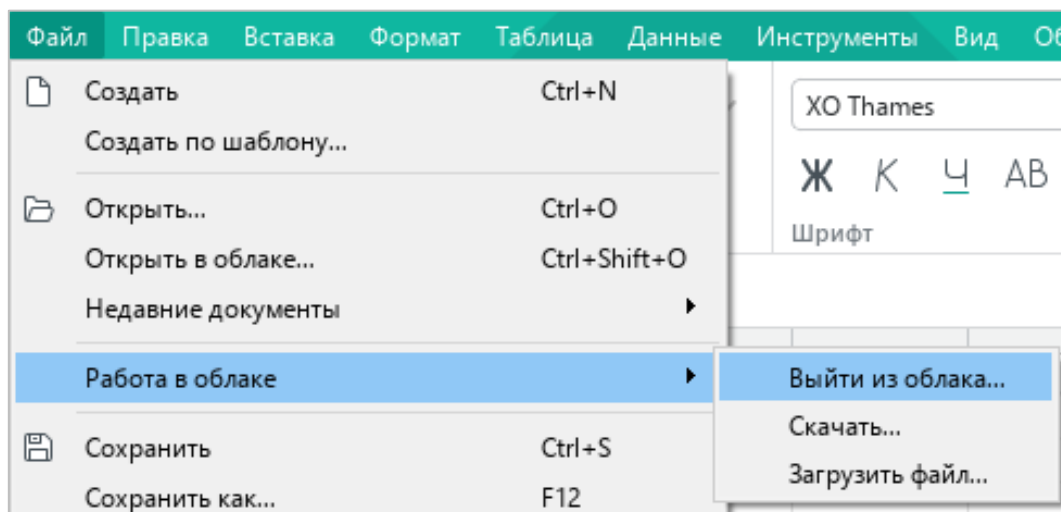 Файл Правка Вставка Формат Таблица Данные Инструменты Вид Об
Создать Ctrl+N
XO Thames
Создать по шаблону...
Ж К Ч АВ
Открыть... Ctrl+O
Шрифт
Открыть в облаке... Ctrl+Shift+O
Недавние документы
Работа в облаке
Выйти из облака...
Скачать...
Сохранить Ctrl+S
Загрузить файл...
Сохранить как... F12